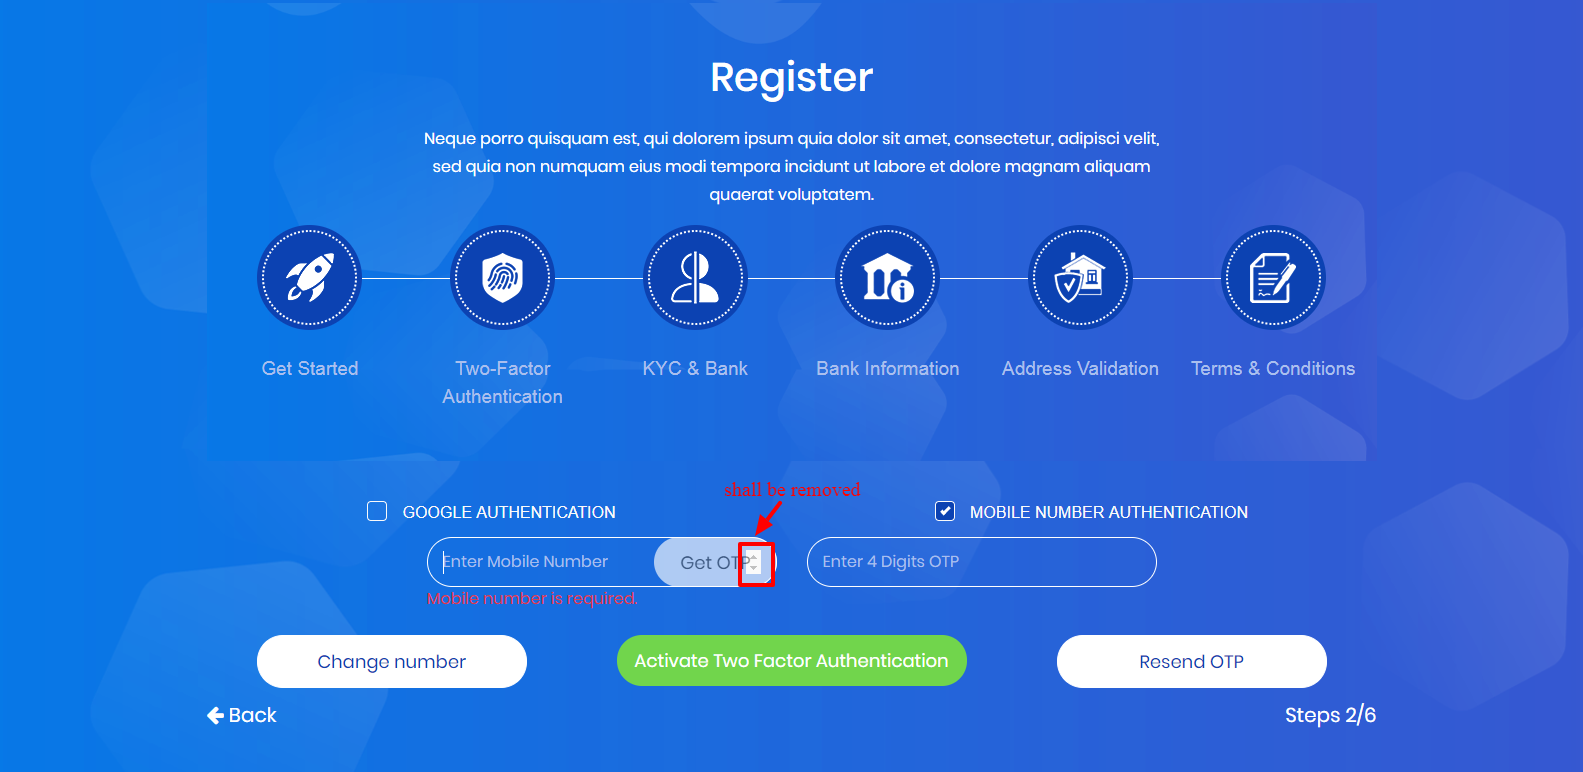 Register
Neque porro quisquam est, qui dolorem ipsum quia dolor sit amet, consectetur, adipisci velit,
sed quia non numquam eius modi tempora incidunt ut labore et dolore magnam aliquam
quaerat voluptatem.
Get Started
Two-Factor
Authentication
KYC & Bank
Bank Information
Address Validation
Terms & Conditions
shall be removed
GOOGLE AUTHENTICATION
MOBILE NUMBER AUTHENTICATION
Enter Mobile Number
Get OTP
Enter 4 Digits OTP
Mobile number is required.
Change number
Activate Two Factor Authentication
Resend OTP
Back
Steps 2/6